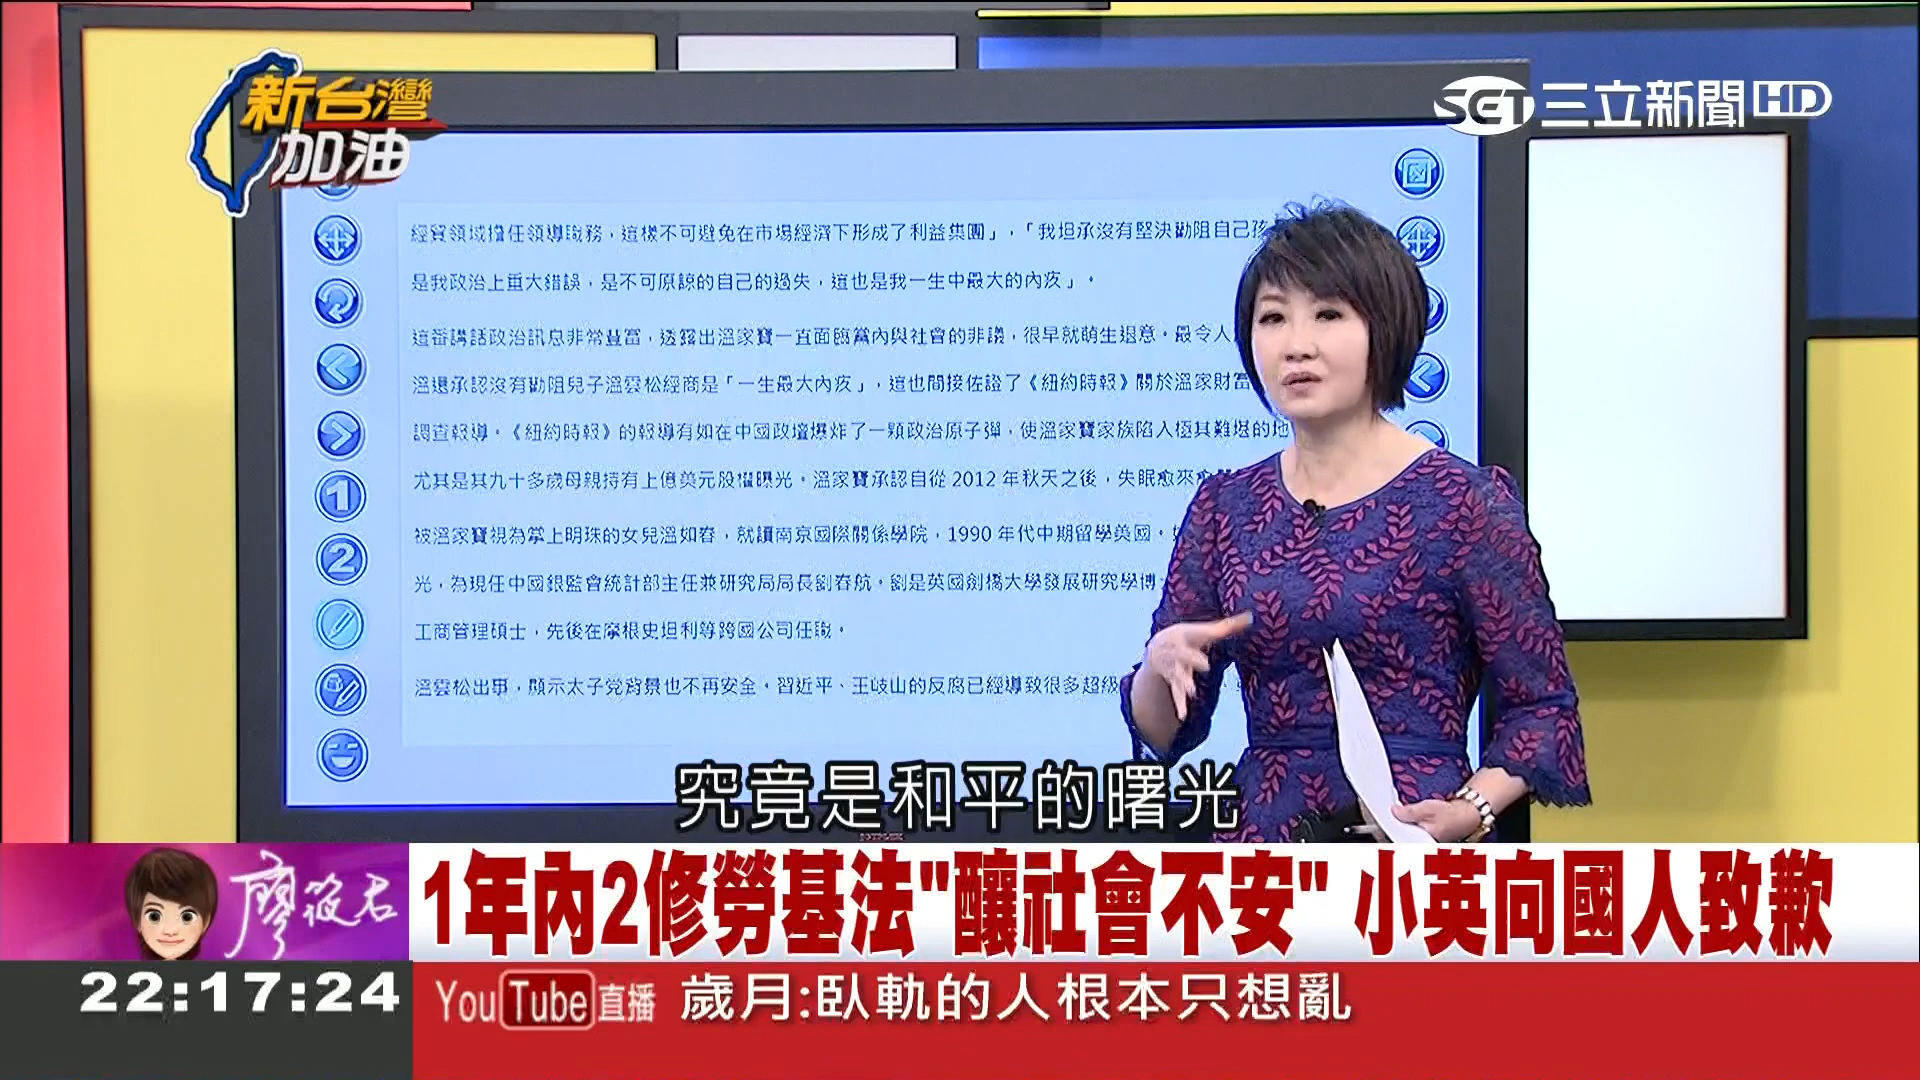 新台灣
加油
SET三立新聞HD
經貿領域擔任領導職務，這樣不可避免在市場經濟下形成了利益集團」，「我坦承沒有堅決勸阻自己孩
是我政治上重大錯誤，是不可原諒的自己的過失，這也是我一生中最大的內疚」。
這番講話政治訊息非常豐富，透露出溫家寶一直面臨黨內與社會的非議，很早就萌生退意。最令人
溫還承認沒有勸阻兒子溫雲松經商是「一生最大內疚」，這也間接佐證了《紐約時報》關於溫家財富
調查報導。《紐約時報》的報導有如在中國政壇爆炸了一顆政治原子彈，使溫家寶家族陷入極其難堪的地
尤其是其九十多歲母親持有上億美元股權曝光。溫家寶承認自從 2012 年秋天之後，失眠愈來愈
被溫家寶視為掌上明珠的女兒溫如春，就讀南京國際關係學院，1990 年代中期留學美國。
光，為現任中國銀監會統計部主任兼研究局局長劉春航。劉是英國劍橋大學發展研究學博
工商管理碩士，先後在摩根史坦利等跨國公司任職。
溫雲松出事，顯示太子党背景也不再安全。習近平、王岐山的反腐已經導致很多超級
1
2
究竟是和平的曙光
廖筱君
1年內2修勞基法"釀社會不安" 小英向國人致歉
22:17:24
YouTube直播 歲月:臥軌的人根本只想亂